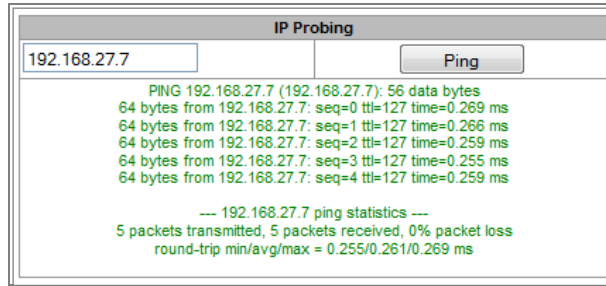 IP Probing
192.168.27.7 Ping
PING 192.168.27.7 (192.168.27.7): 56 data bytes
64 bytes from 192.168.27.7: seq=0 ttl=127 time=0.269 ms
64 bytes from 192.168.27.7: seq=1 ttl=127 time=0.266 ms
64 bytes from 192.168.27.7: seq=2 ttl=127 time=0.259 ms
64 bytes from 192.168.27.7: seq=3 ttl=127 time=0.255 ms
64 bytes from 192.168.27.7: seq=4 ttl=127 time=0.259 ms
--- 192.168.27.7 ping statistics ---
5 packets transmitted, 5 packets received, 0% packet loss
round-trip min/avg/max = 0.255/0.261/0.269 ms